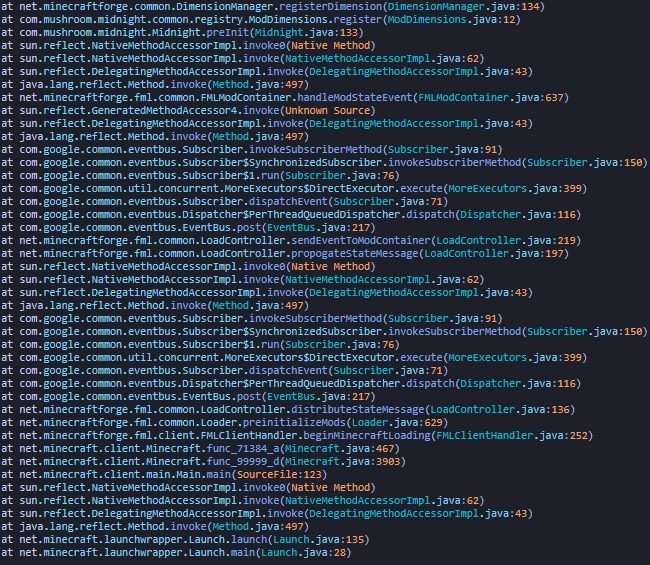 at net.minecraftforge.common.DimensionManager.registerDimension(DimensionManager.java:134)
at com.mushroom.midnight.common.registry.ModDimensions.register(ModDimensions.java:12)
at com.mushroom.midnight.Midnight.preInit(Midnight.java:133)
at sun.reflect.NativeMethodAccessorImpl.invoke0(Native Method)
at sun.reflect.NativeMethodAccessorImpl.invoke(NativeMethodAccessorImpl.java:62)
at sun.reflect.DelegatingMethodAccessorImpl.invoke(DelegatingMethodAccessorImpl.java:43)
at java.lang.reflect.Method.invoke(Method.java:497)
at net.minecraftforge.fml.common.FMLModContainer.handleModStateEvent(FMLModContainer.java:637)
at sun.reflect.GeneratedMethodAccessor4.invoke(Unknown Source)
at sun.reflect.DelegatingMethodAccessorImpl.invoke(DelegatingMethodAccessorImpl.java:43)
at java.lang.reflect.Method.invoke(Method.java:497)
at com.google.common.eventbus.Subscriber.invokeSubscriberMethod(Subscriber.java:91)
at com.google.common.eventbus.Subscriber$SynchronizedSubscriber.invokeSubscriberMethod(Subscriber.java:150)
at com.google.common.eventbus.Subscriber$1.run(Subscriber.java:76)
at com.google.common.util.concurrent.MoreExecutors$DirectExecutor.execute(MoreExecutors.java:399)
at com.google.common.eventbus.Subscriber.dispatchEvent(Subscriber.java:71)
at com.google.common.eventbus.Dispatcher$PerThreadQueuedDispatcher.dispatch(Dispatcher.java:116)
at com.google.common.eventbus.EventBus.post(EventBus.java:217)
at net.minecraftforge.fml.common.LoadController.sendEventToModContainer(LoadController.java:219)
at net.minecraftforge.fml.common.LoadController.propogateStateMessage(LoadController.java:197)
at sun.reflect.NativeMethodAccessorImpl.invoke0(Native Method)
at sun.reflect.NativeMethodAccessorImpl.invoke(NativeMethodAccessorImpl.java:62)
at sun.reflect.DelegatingMethodAccessorImpl.invoke(DelegatingMethodAccessorImpl.java:43)
at java.lang.reflect.Method.invoke(Method.java:497)
at com.google.common.eventbus.Subscriber.invokeSubscriberMethod(Subscriber.java:91)
at com.google.common.eventbus.Subscriber$SynchronizedSubscriber.invokeSubscriberMethod(Subscriber.java:150)
at com.google.common.eventbus.Subscriber$1.run(Subscriber.java:76)
at com.google.common.util.concurrent.MoreExecutors$DirectExecutor.execute(MoreExecutors.java:399)
at com.google.common.eventbus.Subscriber.dispatchEvent(Subscriber.java:71)
at com.google.common.eventbus.Dispatcher$PerThreadQueuedDispatcher.dispatch(Dispatcher.java:116)
at com.google.common.eventbus.EventBus.post(EventBus.java:217)
at net.minecraftforge.fml.common.LoadController.distributeStateMessage(LoadController.java:136)
at net.minecraftforge.fml.common.Loader.preinitializeMods(Loader.java:629)
at net.minecraftforge.fml.client.FMLClientHandler.beginMinecraftLoading(FMLClientHandler.java:252)
at net.minecraft.client.Minecraft.func_71384_a(Minecraft.java:467)
at net.minecraft.client.Minecraft.func_99999_d(Minecraft.java:3903)
at net.minecraft.client.main.Main.main(SourceFile:123)
at sun.reflect.NativeMethodAccessorImpl.invoke0(Native Method)
at sun.reflect.NativeMethodAccessorImpl.invoke(NativeMethodAccessorImpl.java:62)
at sun.reflect.DelegatingMethodAccessorImpl.invoke(DelegatingMethodAccessorImpl.java:43)
at java.lang.reflect.Method.invoke(Method.java:497)
at net.minecraft.launchwrapper.Launch.launch(Launch.java:135)
at net.minecraft.launchwrapper.Launch.main(Launch.java:28)